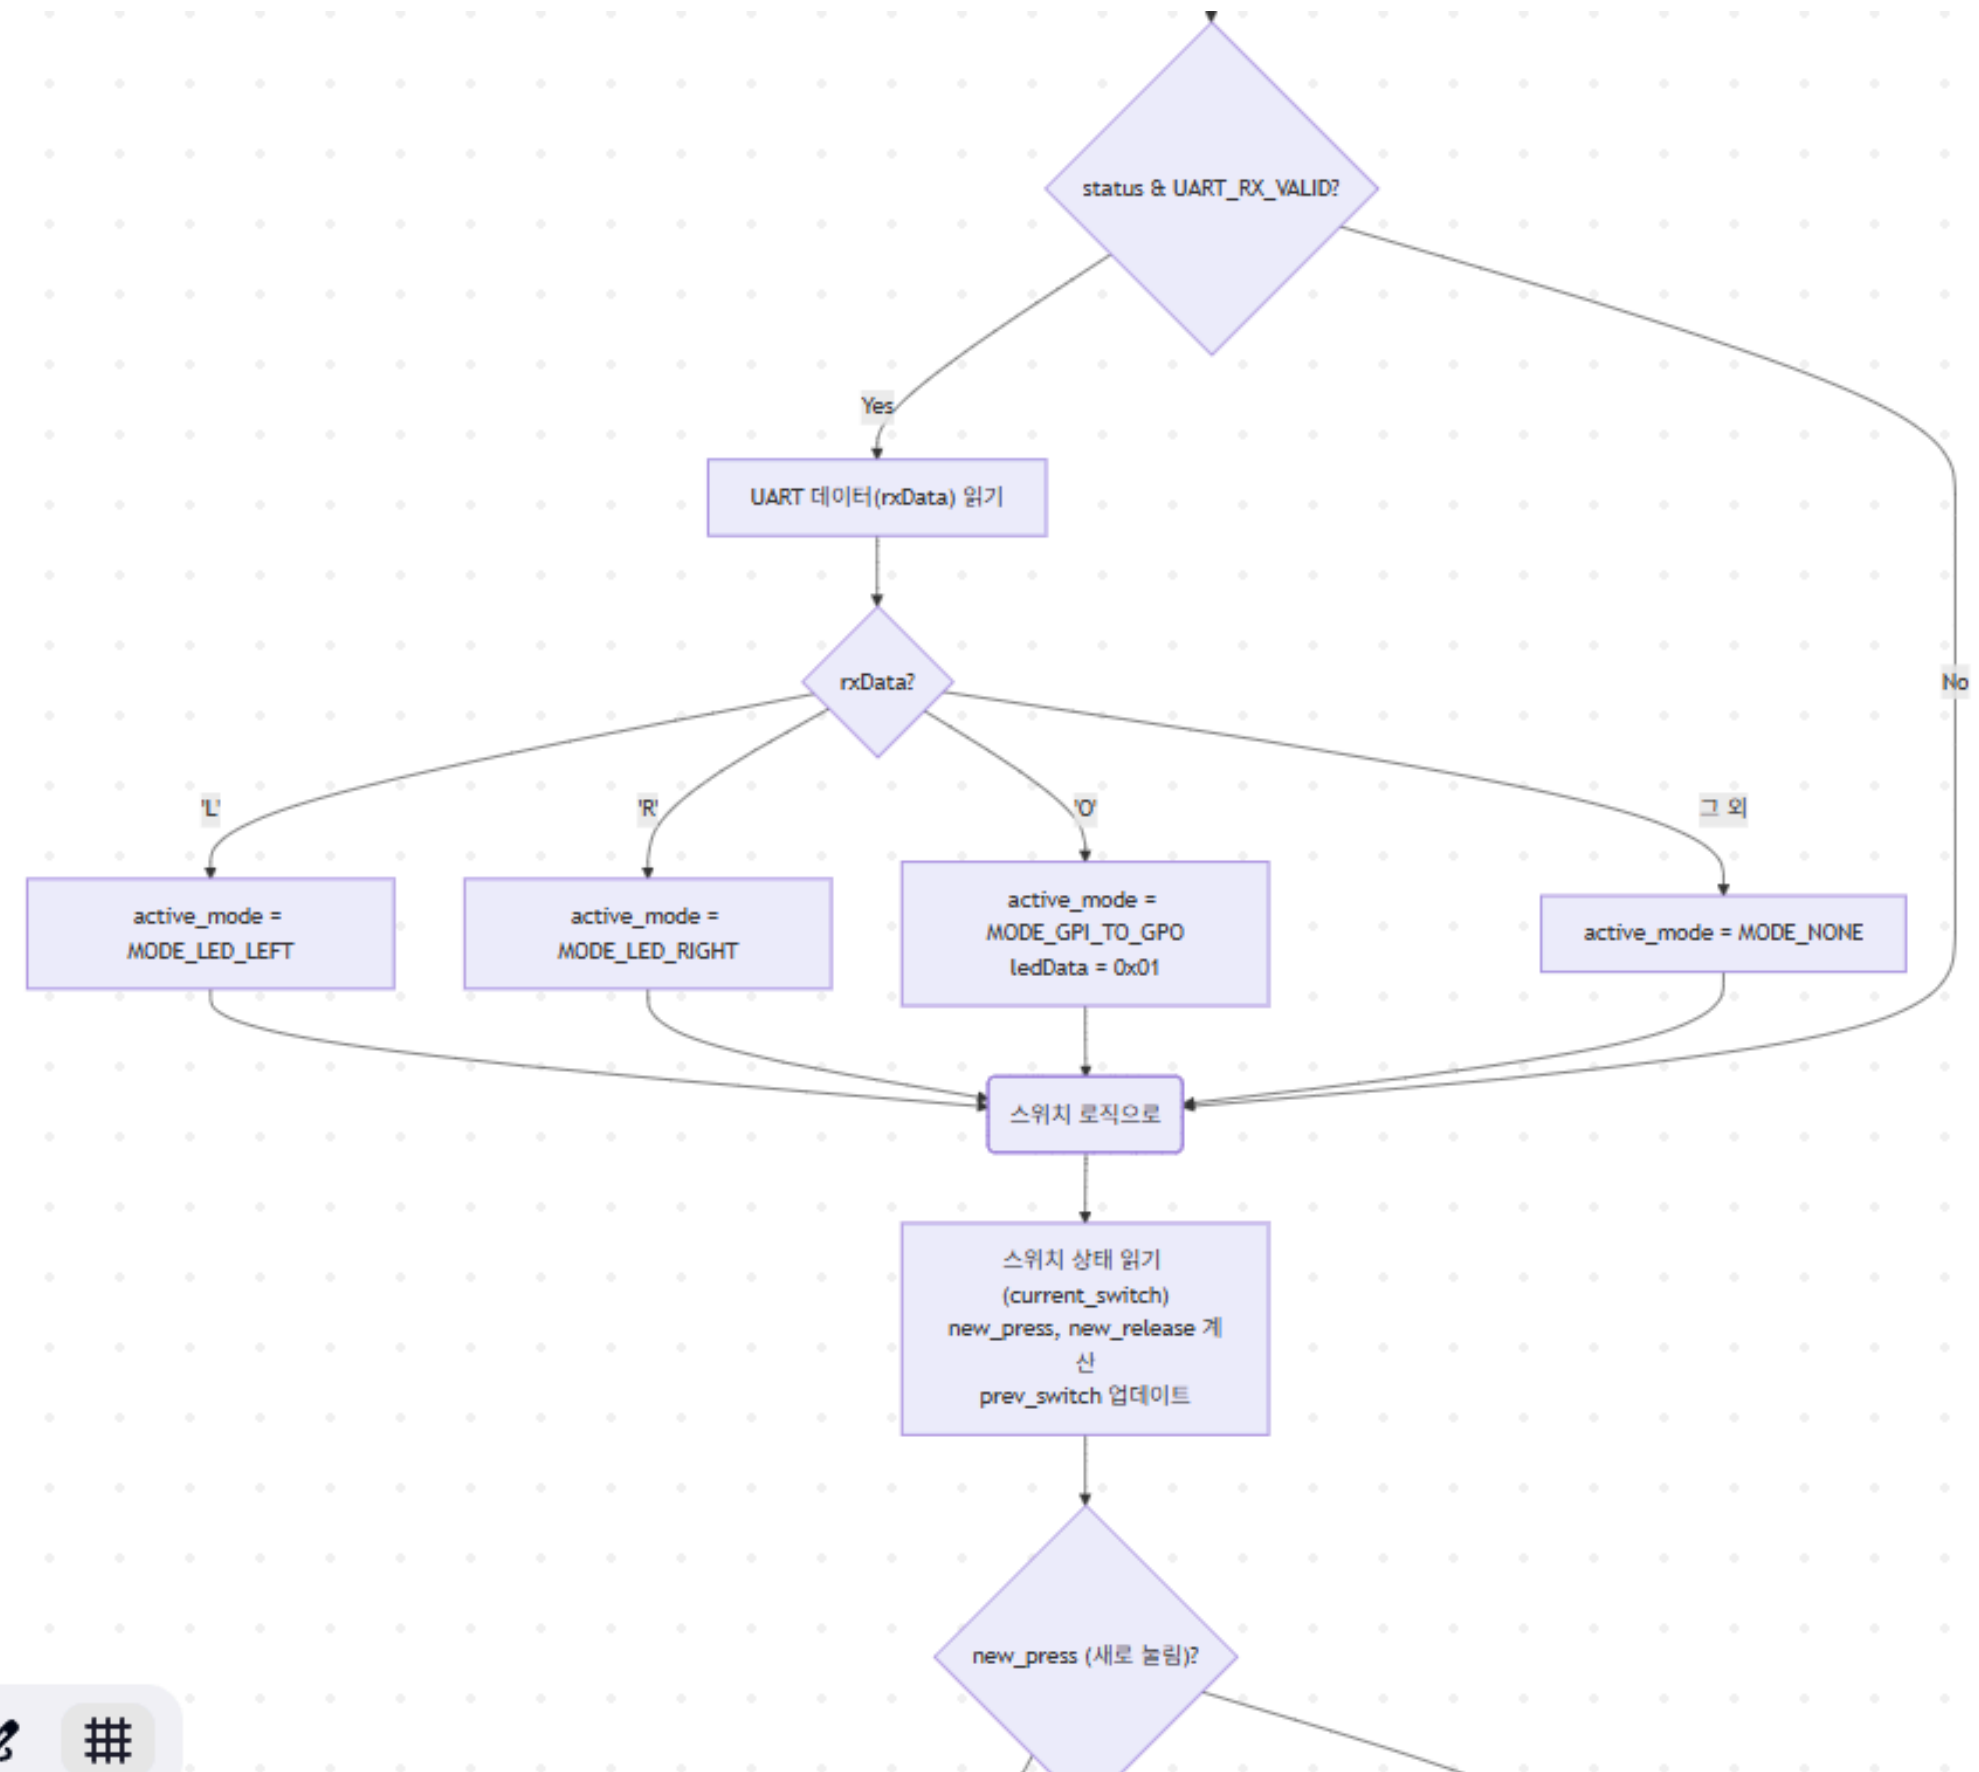 status & UART_RX_VALID?
Yes
UART 데이터(rxData) 읽기
rxData?
No
'L'
'R'
'O'
그 외
active_mode =
MODE_LED_LEFT
active_mode =
MODE_LED_RIGHT
active_mode =
MODE_GPI_TO_GPO
ledData = 0x01
active_mode = MODE_NONE
스위치 로직으로
스위치 상태 읽기
(current_switch)
new_press, new_release 계
산
prev_switch 업데이트
new_press (새로 눌림)?